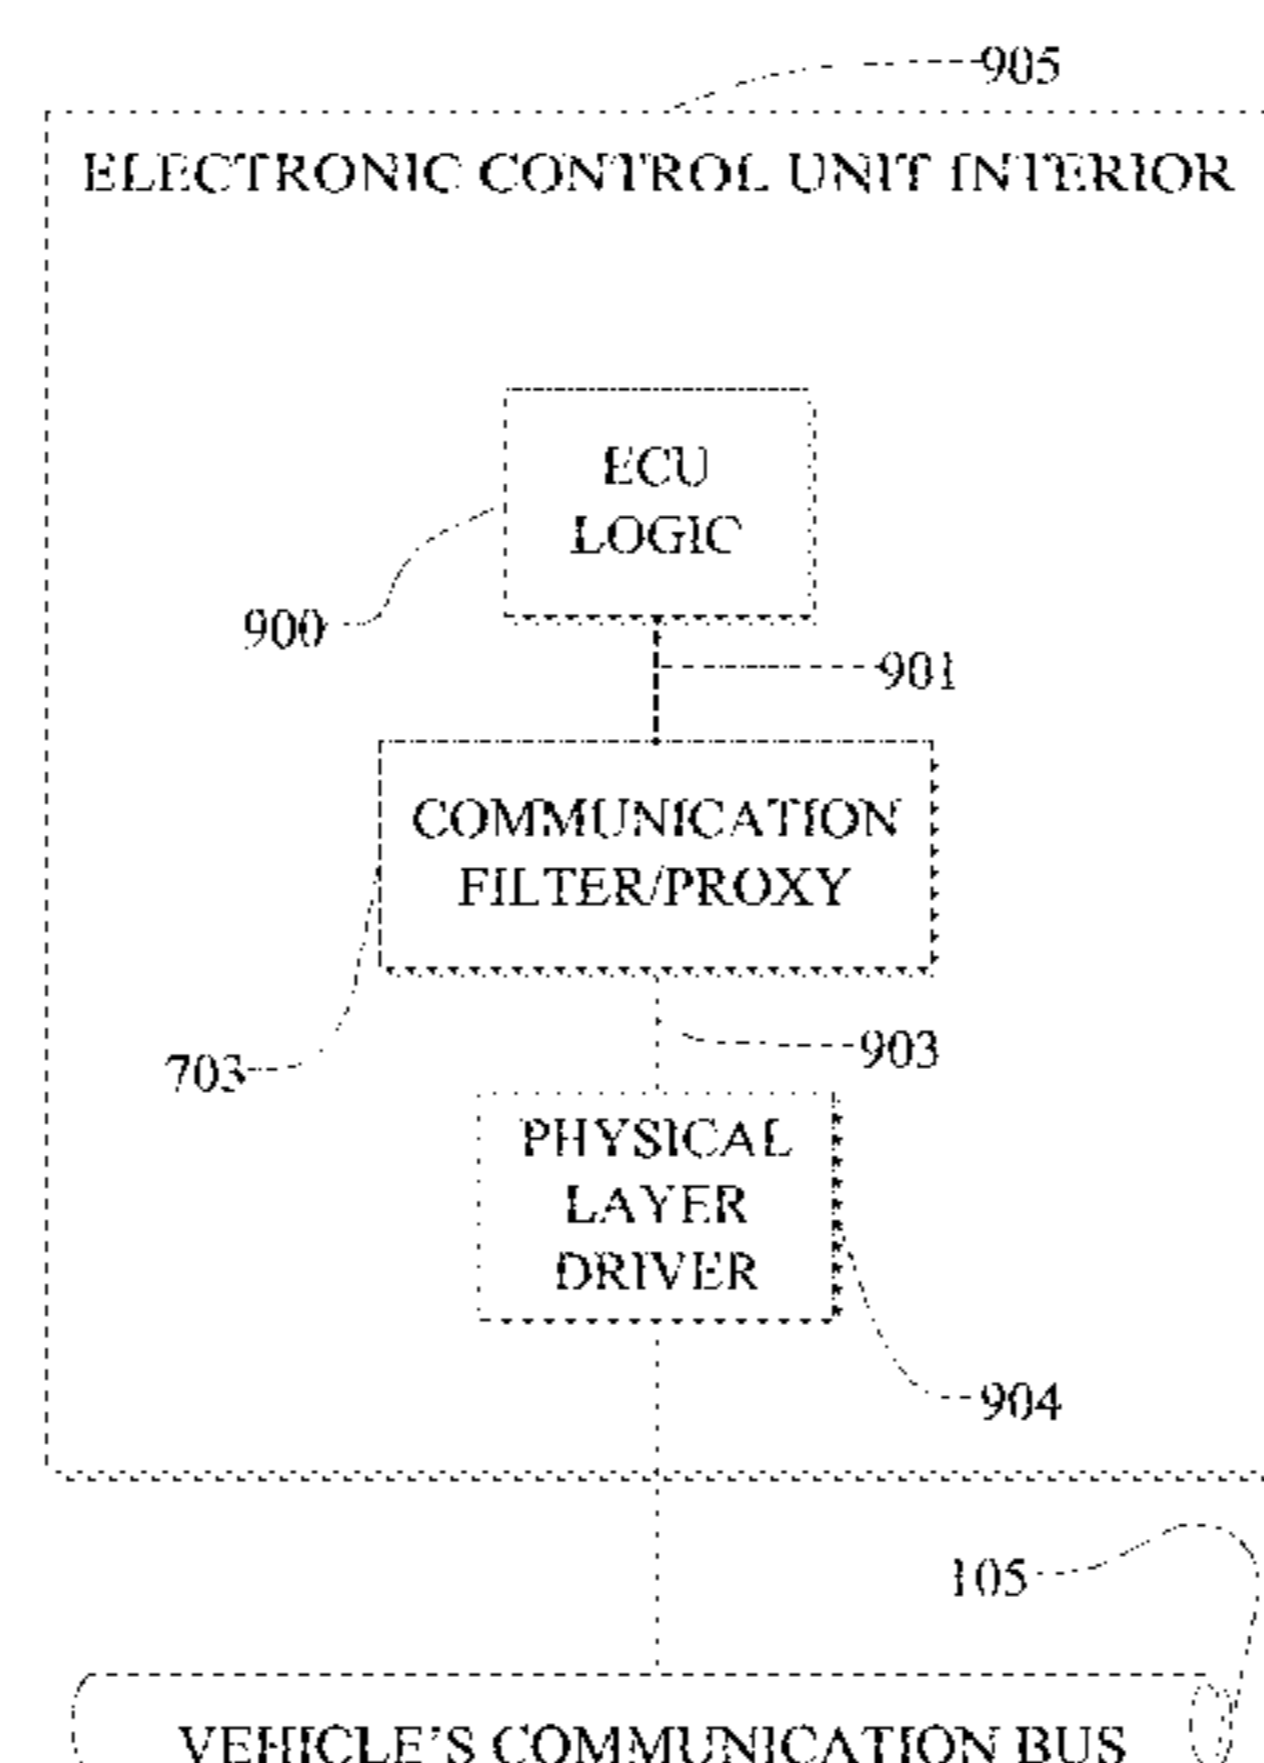 905
ELECTRONIC CONTROL UNIT INTERIOR
ECU
LOGIC
900
901
COMMUNICATION
FILTER/PROXY
903
703
PHYSICAL
LAYER
DRIVER
904
105
VEHICLE'S COMMUNICATION BUS